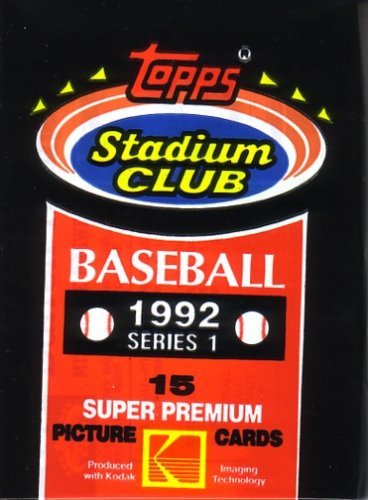 TOPPS
Stadium
CLUB
BASEBALL
1992
SERIES 1
15
SUPER PREMIUM
PICTURE CARDS
Produced with Kodak
Imaging Technology